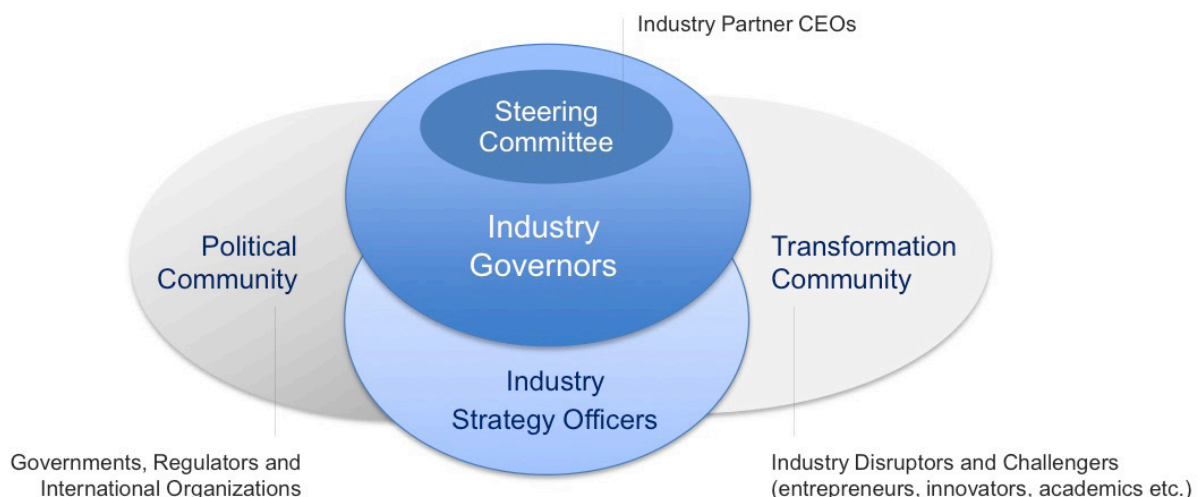 Industry Partner CEOs
Steering
Committee
Industry
Governors
Political
Community
Transformation
Community
Industry
Strategy Officers
Governments, Regulators and
International Organizations
Industry Disruptors and Challengers
(entrepreneurs, innovators, academics etc.)